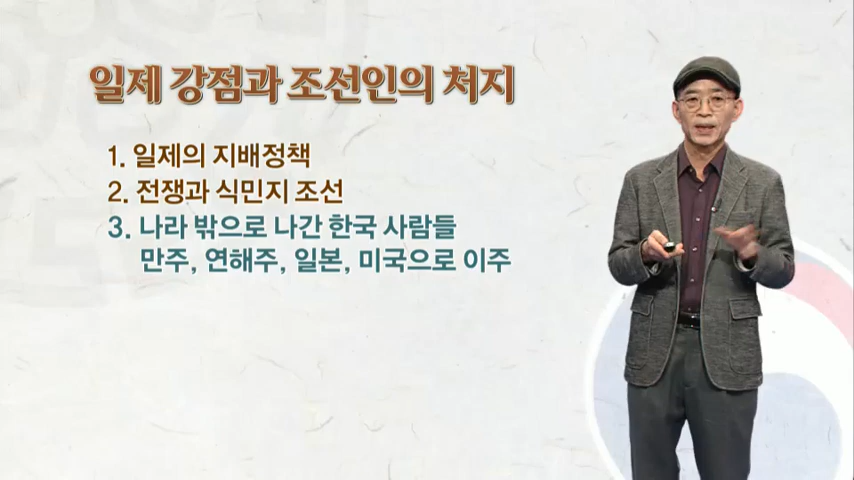 일제 강점과 조선인의 처지
1. 일제의 지배정책
2. 전쟁과 식민지 조선
3. 나라 밖으로 나간 한국 사람들
만주, 연해주, 일본, 미국으로 이주